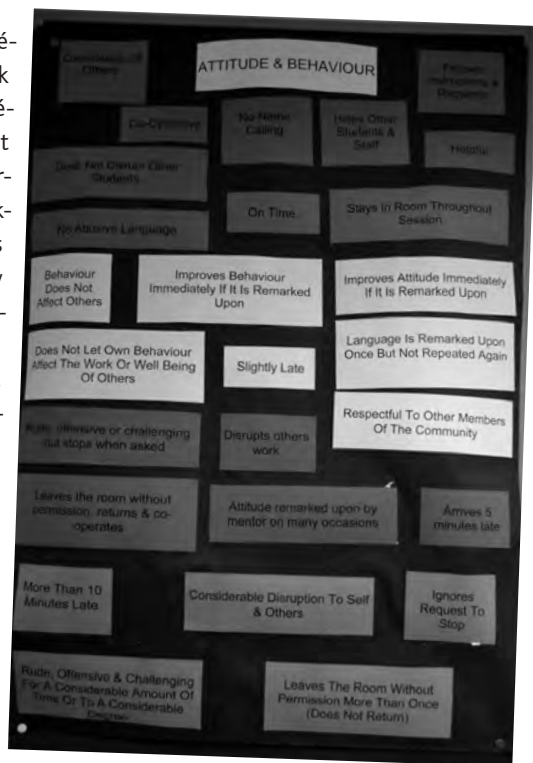 é-
k
é-
t
r-
k-
s
y
-
-
ATTITUDE & BEHAVIOUR
Others
Co-Operative
No Name
Calling
Helps Other
Students &
Staff
Helpful
Does Not Disrupt Other
Students
No Abusive Language
On Time
Stays In Room Throughout
Session
Behaviour
Does Not
Affect Others
Improves Behaviour
Immediately If It Is Remarked
Upon
Improves Attitude Immediately
If It Is Remarked Upon
Does Not Let Own Behaviour
Affect The Work Or Well Being
Of Others
Slightly Late
Language Is Remarked Upon
Once But Not Repeated Again
Respectful To Other Members
Of The Community
Rude, offensive or challenging
but stops when asked
Disrupts others
work
Leaves the room without
permission, returns & co-
operates
Attitude remarked upon by
mentor on many occasions
Arrives 5
minutes late
More Than 10
Minutes Late
Considerable Disruption To Self
& Others
Ignores
Request To
Stop
Rude, Offensive & Challenging
For A Considerable Amount Of
Time Or To A Considerable
Degree
Leaves The Room Without
Permission More Than Once
(Does Not Return)